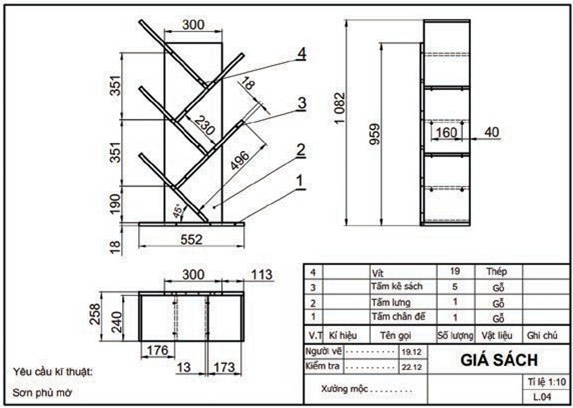 300
4
18
3
351
230
351
496
2
1
190
45°
18
552
1 082
959
160
40
300
113
258
240
176
13
173
4 Vít 19 Thép
3 Tấm kê sách 5 Gỗ
2 Tấm lưng 1 Gỗ
1 Tấm chân đế 1 Gỗ
V.T Kí hiệu Tên gọi Số lượng Vật liệu Ghi chú
Người vẽ . . . . . . . . . . 19.12
Kiểm tra . . . . . . . . . . 22.12
GIÁ SÁCH
Xưởng mộc . . . . . . . . . .
Tỉ lệ 1:10
L.04
Yêu cầu kĩ thuật:
Sơn phủ mờ